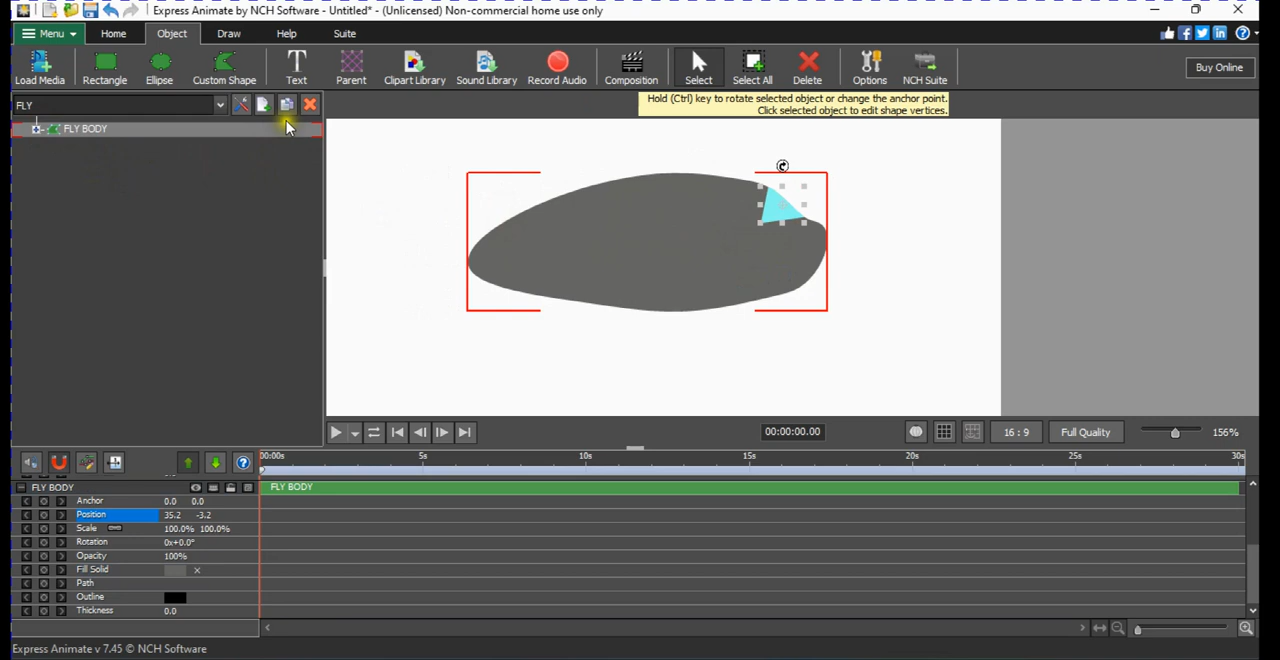 Express Animate by NCH Software - Untitled* - (Unlicensed) Non-commercial home use only
Menu Home Object Draw Help Suite
Load Media Rectangle Ellipse Custom Shape Text Parent Clipart Library Sound Library Record Audio Composition Select Select All Delete Options NCH Suite Buy Online
FLY
Hold (Ctrl) key to rotate selected object or change the anchor point.
Click selected object to edit shape vertices.
FLY BODY
00:00:00.00 16 : 9 Full Quality 156%
00:00s 5s 10s 15s 20s 25s 30s
FLY BODY FLY BODY
Anchor 0.0 0.0
Position 35.2 -3.2
Scale 100.0% 100.0%
Rotation 0x+0.0°
Opacity 100%
Fill Solid
Path
Outline
Thickness 0.0
Express Animate v 7.45 © NCH Software